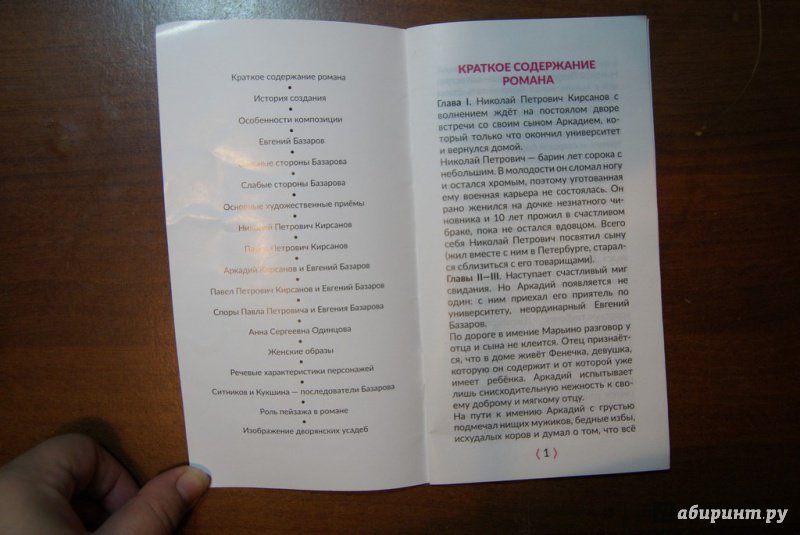 Краткое содержание романа
•
История создания
•
Особенности композиции
•
Евгений Базаров
•
стороны Базарова
•
Слабые стороны Базарова
•
Основные художественные приёмы
•
Николай Петрович Кирсанов
•
Павел Петрович Кирсанов
•
Аркадий Кирсанов и Евгений Базаров
•
Павел Петрович Кирсанов и Евгений Базаров
•
Споры Павла Петровича и Евгения Базарова
•
Анна Сергеевна Одинцова
•
Женские образы
•
Речевые характеристики персонажей
•
Ситников и Кукшина — последователи Базарова
•
Роль пейзажа в романе
•
Изображение дворянских усадеб
КРАТКОЕ СОДЕРЖАНИЕ
РОМАНА
Глава I. Николай Петрович Кирсанов с
волнением ждёт на постоялом дворе
встречи со своим сыном Аркадием, ко-
торый только что окончил университет
и вернулся домой.
Николай Петрович — барин лет сорока с
небольшим. В молодости он сломал ногу
и остался хромым, поэтому уготованная
ему военная карьера не состоялась. Он
рано женился на дочке незнатного чи-
новника и 10 лет прожил в счастливом
браке, пока не остался вдовцом. Всего
себя Николай Петрович посвятил сыну
(жил вместе с ним в Петербурге, старал-
ся сблизиться с его товарищами).
Главы II—III. Наступает счастливый миг
свидания. Но Аркадий появляется не
один: с ним приехал его приятель по
университету, неординарный Евгений
Базаров.
По дороге в имение Марьино разговор у
отца и сына не клеится. Отец признаёт-
ся, что в доме живёт Фенечка, девушка,
которую он содержит и от которой уже
имеет ребёнка. Аркадий испытывает
лишь снисходительную нежность к сво-
ему доброму и мягкому отцу.
На пути к имению Аркадий с грустью
подмечал нищих мужиков, бедные избы,
исхудалых коров и думал о том, что всё
⟨ 1 ⟩
абиринт.ру